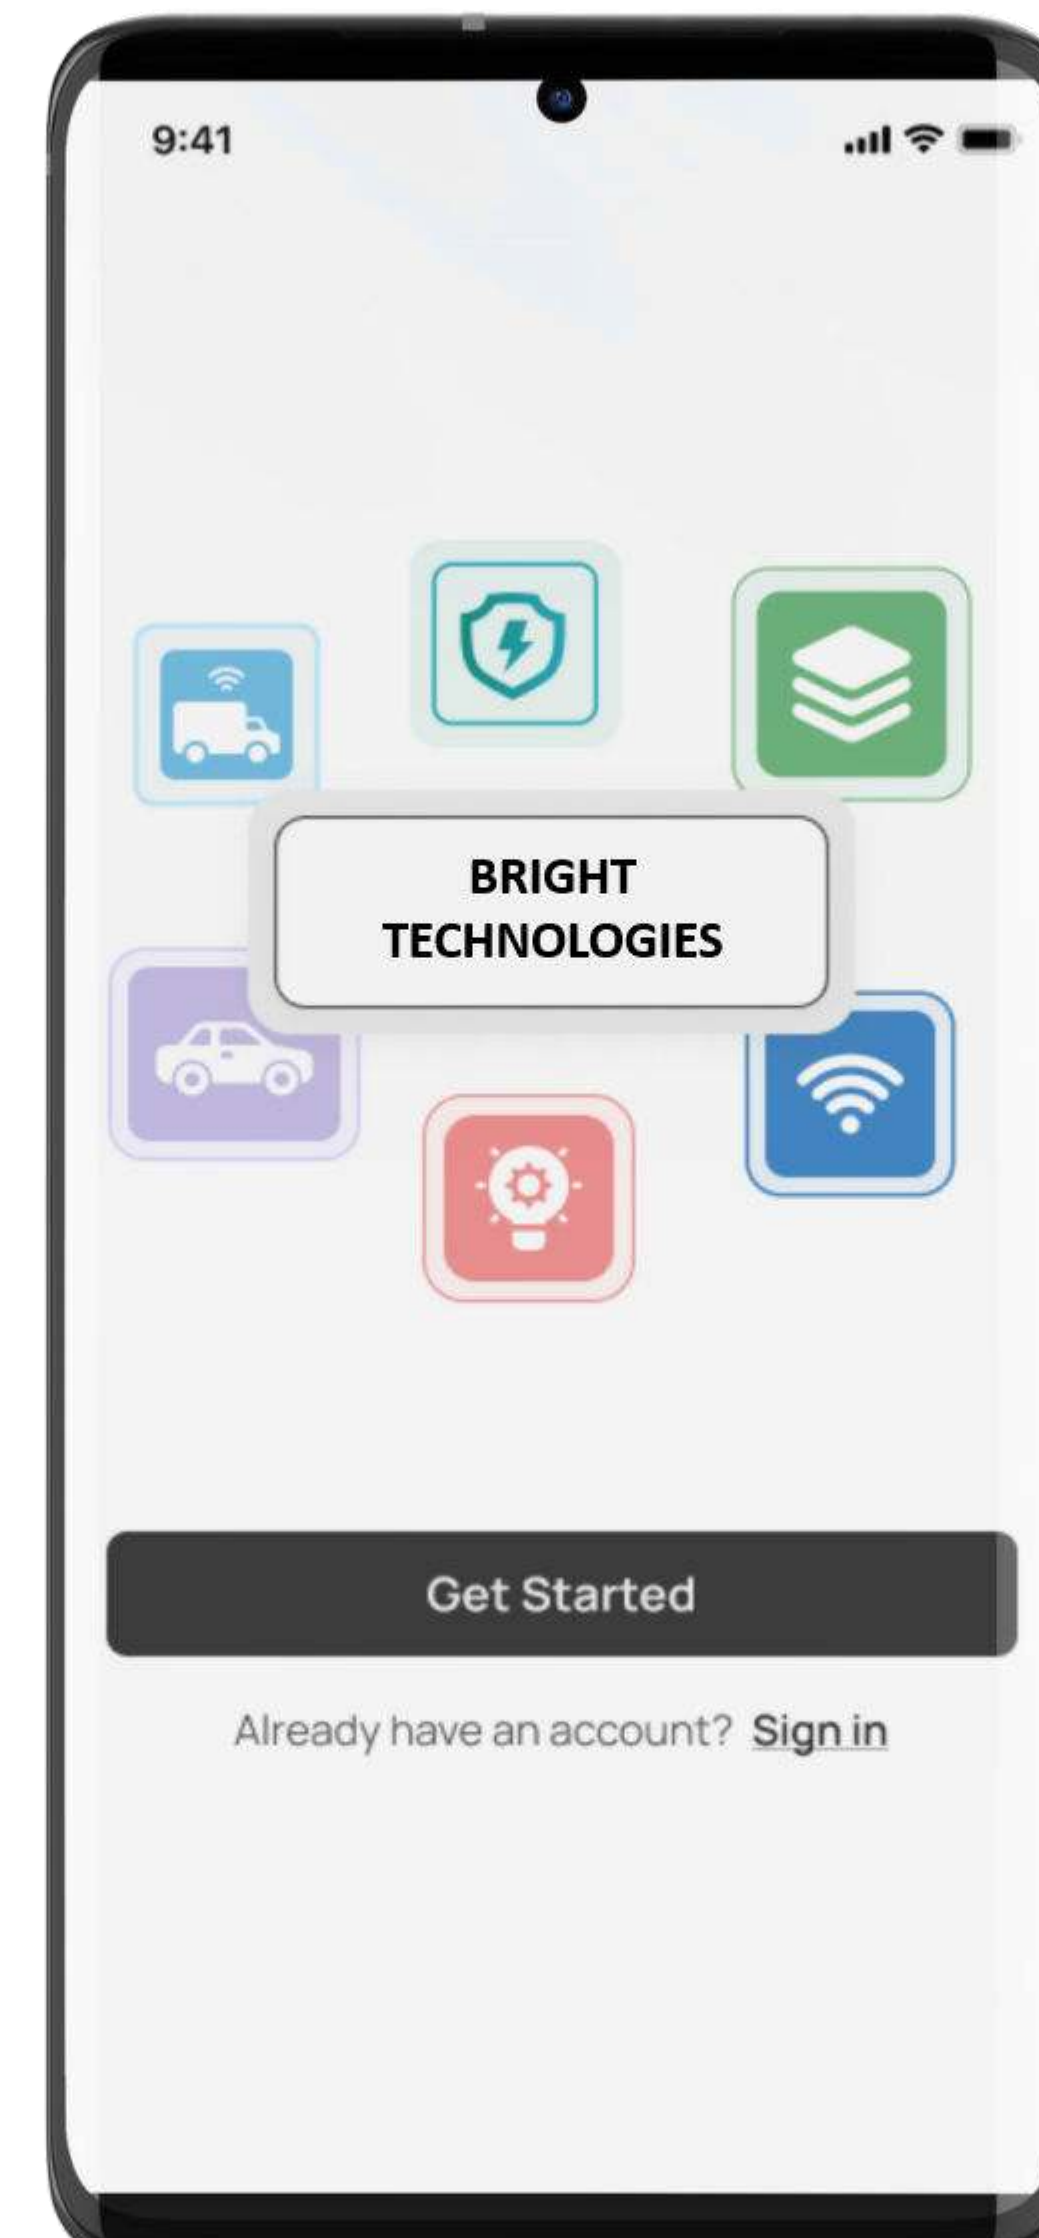 9:41
BRIGHT
TECHNOLOGIES
Get Started
Already have an account? Sign in